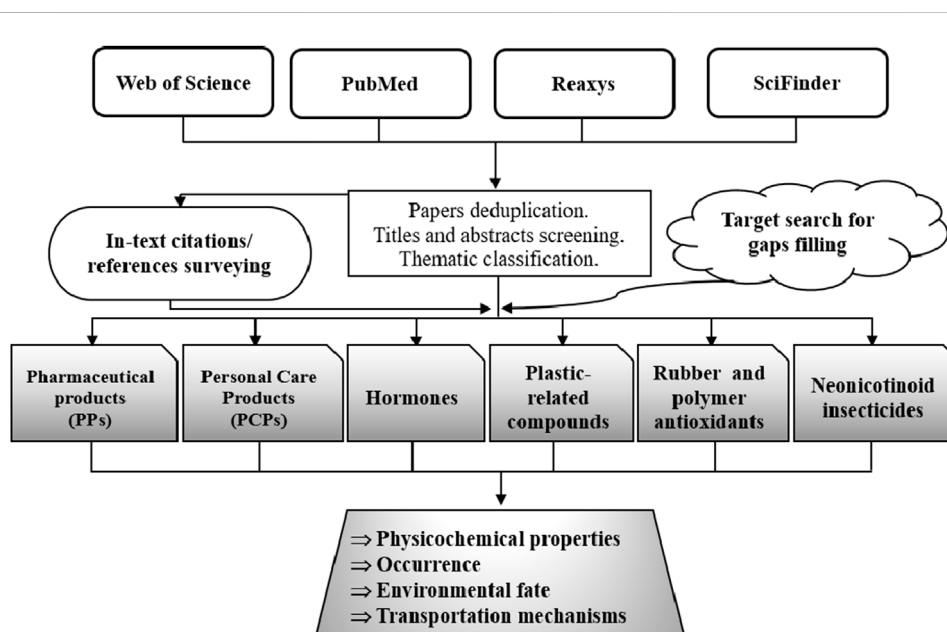 Web of Science
PubMed
Reaxys
SciFinder
Papers deduplication.
Titles and abstracts screening.
Thematic classification.
In-text citations/
references surveying
Target search for
gaps filling
Pharmaceutical
products
(PPs)
Personal Care
Products
(PCPs)
Hormones
Plastic-
related
compounds
Rubber and
polymer
antioxidants
Neonicotinoid
insecticides
⇒ Physicochemical properties
⇒ Occurrence
⇒ Environmental fate
⇒ Transportation mechanisms